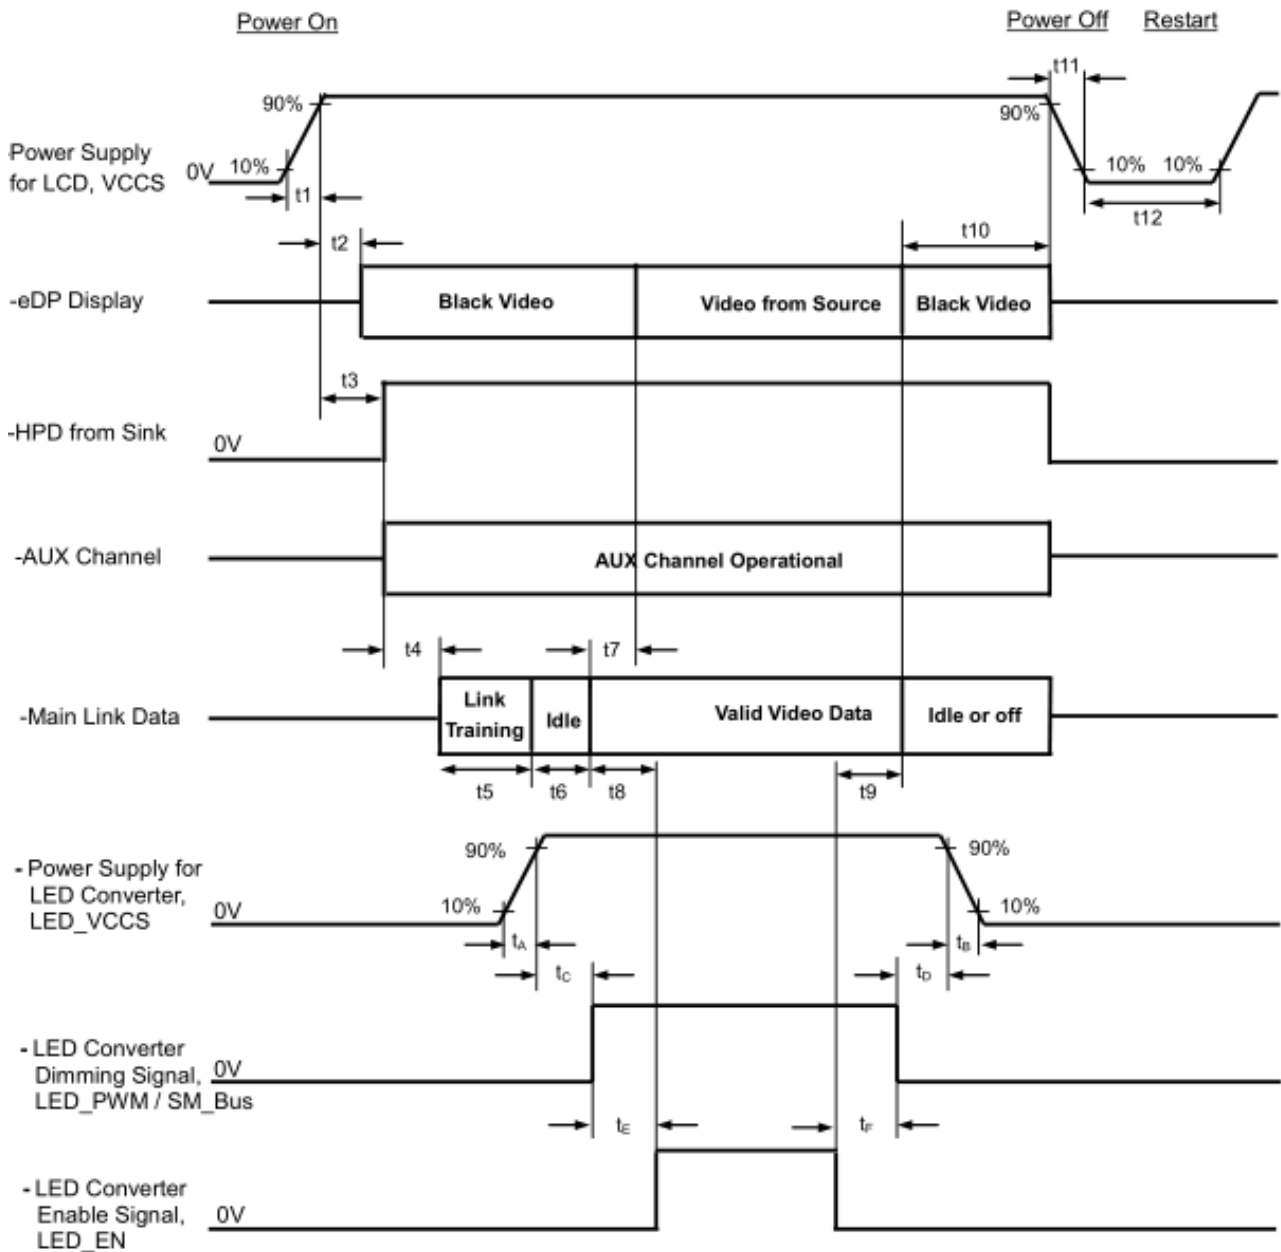 Power On
Power Off
Restart
t11
90%
90%
-Power Supply
for LCD, VCCS
0V
10%
10%
10%
t1
t12
t2
t10
-eDP Display
Black Video
Video from Source
Black Video
t3
-HPD from Sink
0V
-AUX Channel
AUX Channel Operational
t4
t7
-Main Link Data
Link
Training
Idle
Valid Video Data
Idle or off
t5
t6
t8
t9
90%
90%
- Power Supply for
LED Converter,
LED_VCCS
0V
10%
10%
tA
tB
tC
tD
- LED Converter
Dimming Signal,
LED_PWM / SM_Bus
0V
tE
tF
- LED Converter
Enable Signal,
LED_EN
0V